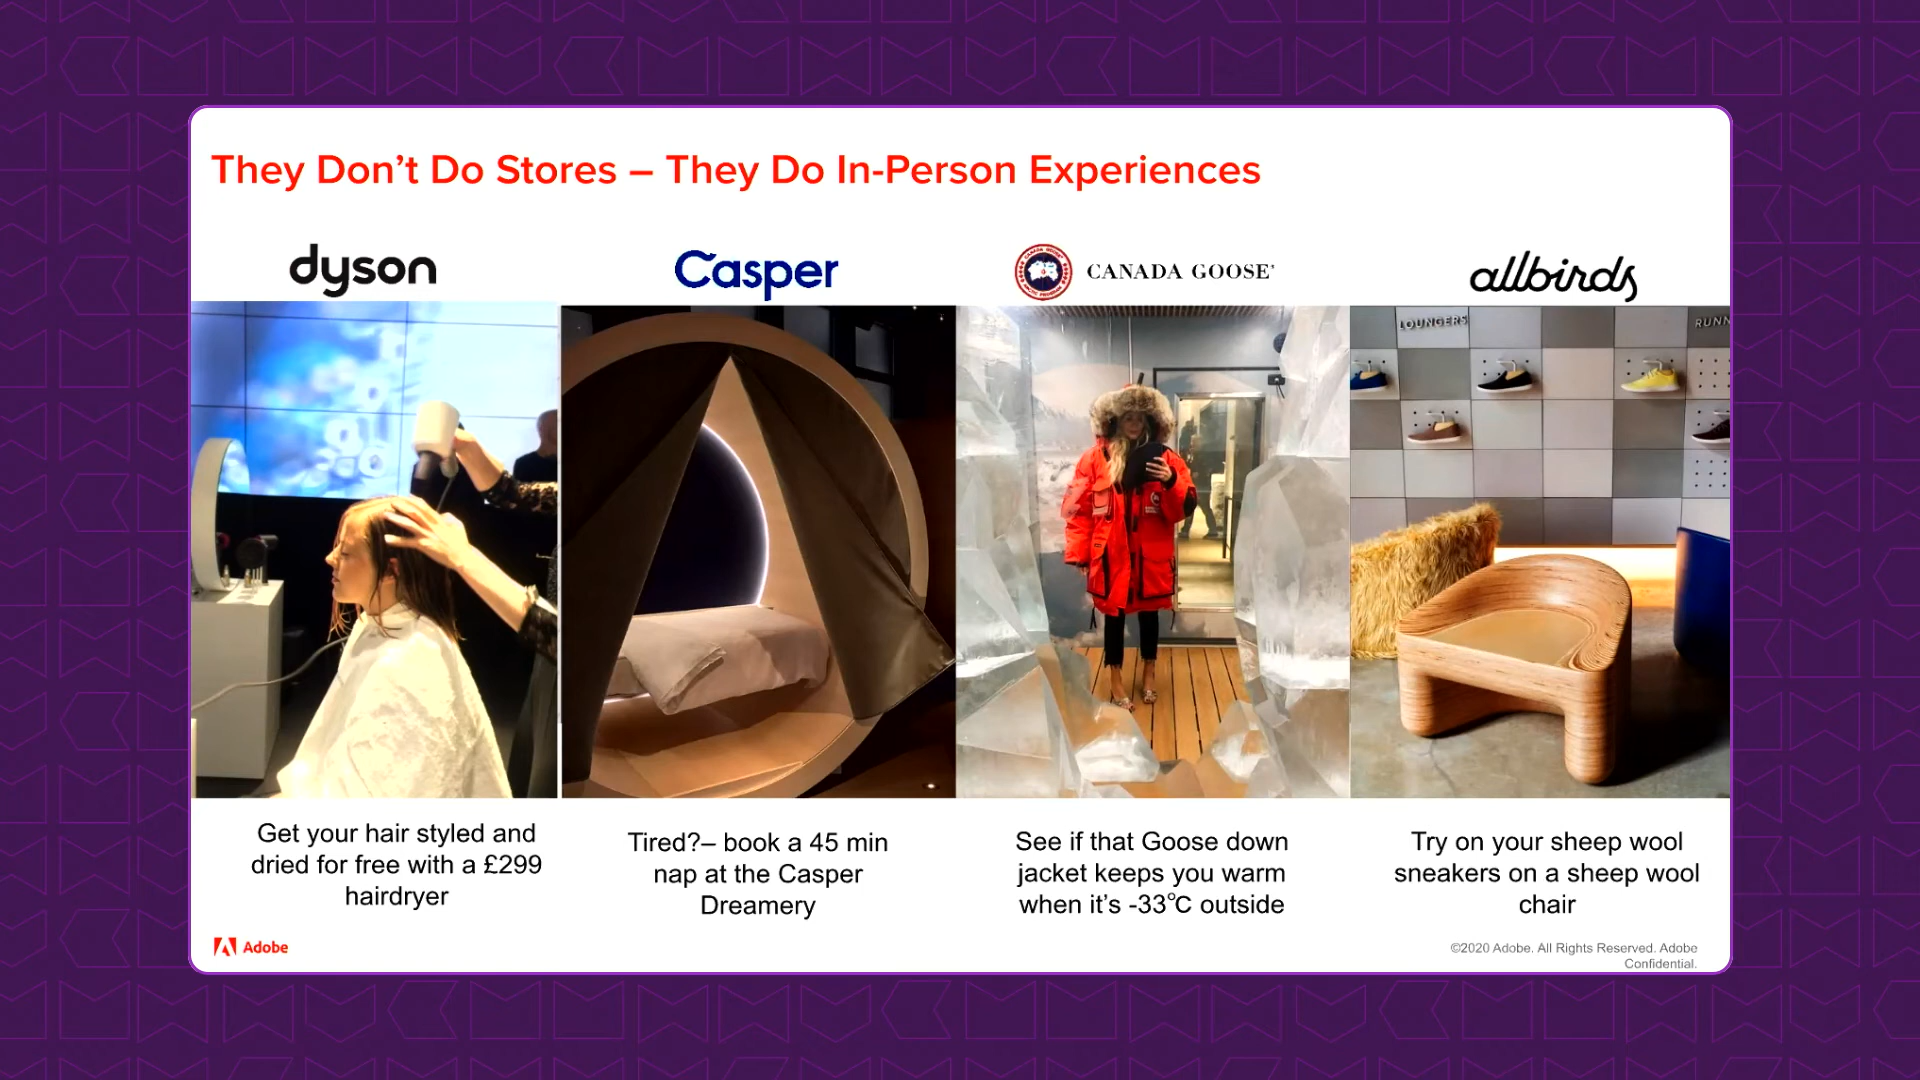 They Don’t Do Stores – They Do In-Person Experiences
dyson
Casper
CANADA GOOSE
allbirds
LOUNGERS
Get your hair styled and
dried for free with a £299
hairdryer
Tired?– book a 45 min
nap at the Casper
Dreamery
See if that Goose down
jacket keeps you warm
when it’s -33℃ outside
Try on your sheep wool
sneakers on a sheep wool
chair
Adobe
©2020 Adobe. All Rights Reserved. Adobe
Confidential.